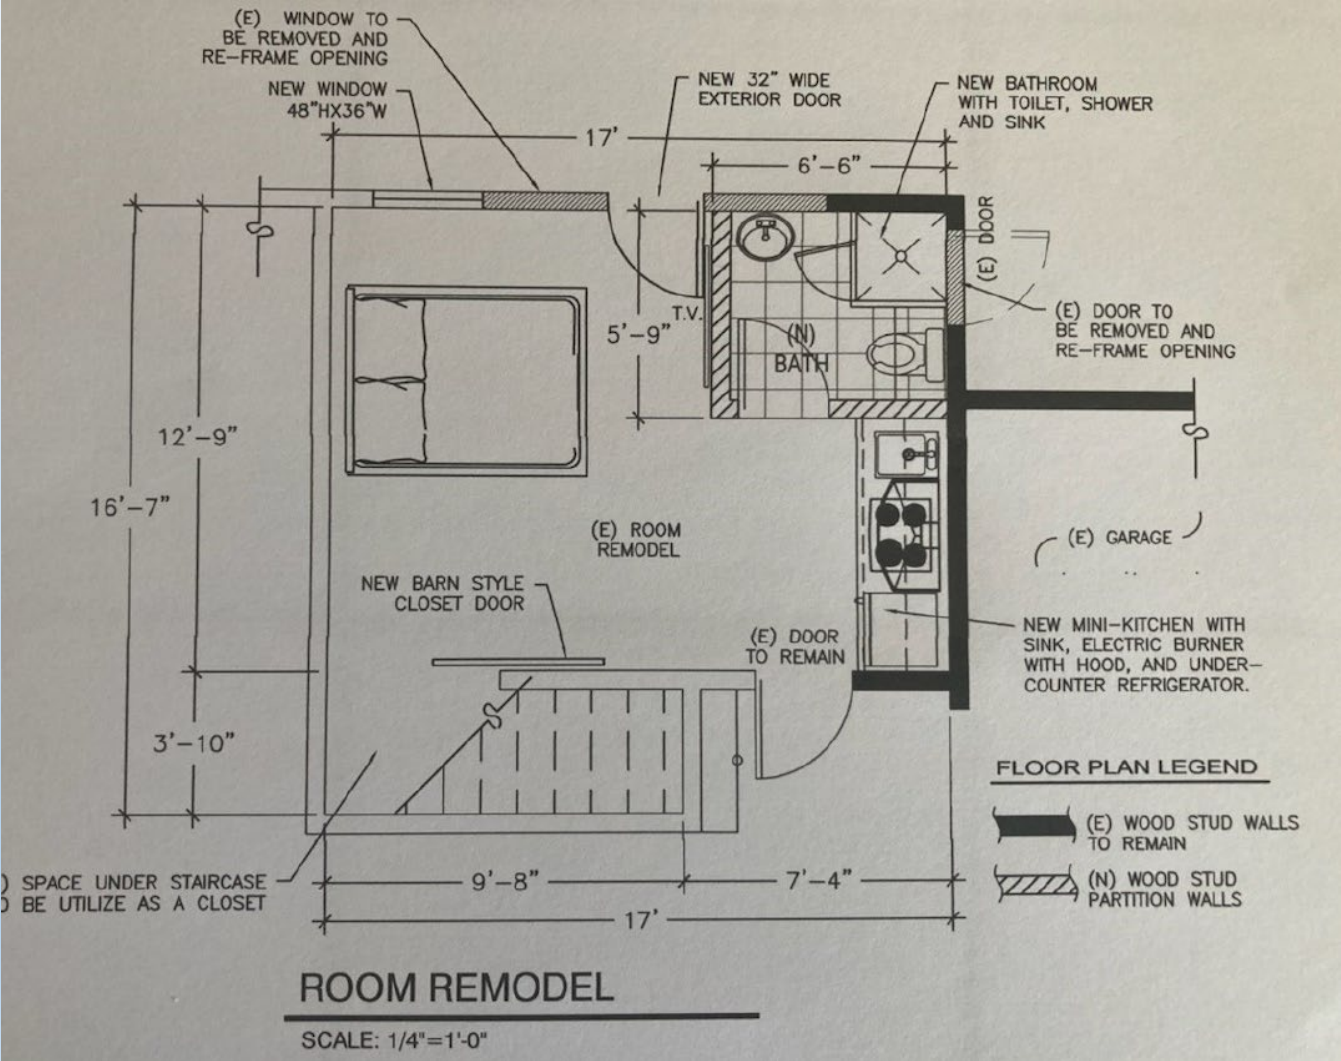 (E) WINDOW TO
BE REMOVED AND
RE-FRAME OPENING
NEW WINDOW
48"HX36"W
NEW 32" WIDE
EXTERIOR DOOR
NEW BATHROOM
WITH TOILET, SHOWER
AND SINK
17'
6'-6"
(E) DOOR
T.V.
5'-9"
(N)
BATH
(E) DOOR TO
BE REMOVED AND
RE-FRAME OPENING
12'-9"
16'-7"
(E) ROOM
REMODEL
(E) GARAGE
NEW BARN STYLE
CLOSET DOOR
(E) DOOR
TO REMAIN
NEW MINI-KITCHEN WITH
SINK, ELECTRIC BURNER
WITH HOOD, AND UNDER-
COUNTER REFRIGERATOR.
3'-10"
FLOOR PLAN LEGEND
(E) WOOD STUD WALLS
TO REMAIN
(N) WOOD STUD
PARTITION WALLS
) SPACE UNDER STAIRCASE
BE UTILIZE AS A CLOSET
9'-8"
7'-4"
17'
ROOM REMODEL
SCALE: 1/4"=1'-0"